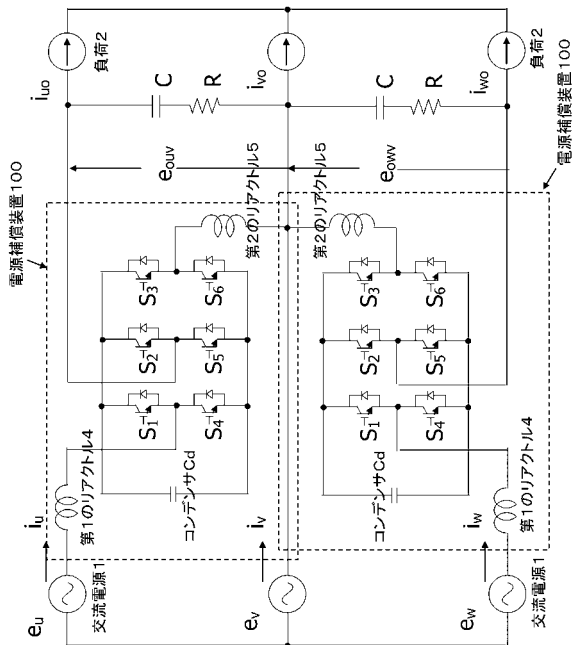 電源補償装置100
e_w
e_v
e_u
交流電源1
交流電源1
i_w
i_v
i_u
第1のリアクトル4
第1のリアクトル4
コンデンサCd
コンデンサCd
S₁
S₄
S₂
S₅
S₃
S₆
S₁
S₄
S₂
S₅
S₃
S₆
第2のリアクトル5
第2のリアクトル5
e_owv
e_ouv
C
R
C
R
i_wo
i_vo
i_uo
負荷2
負荷2
電源補償装置100